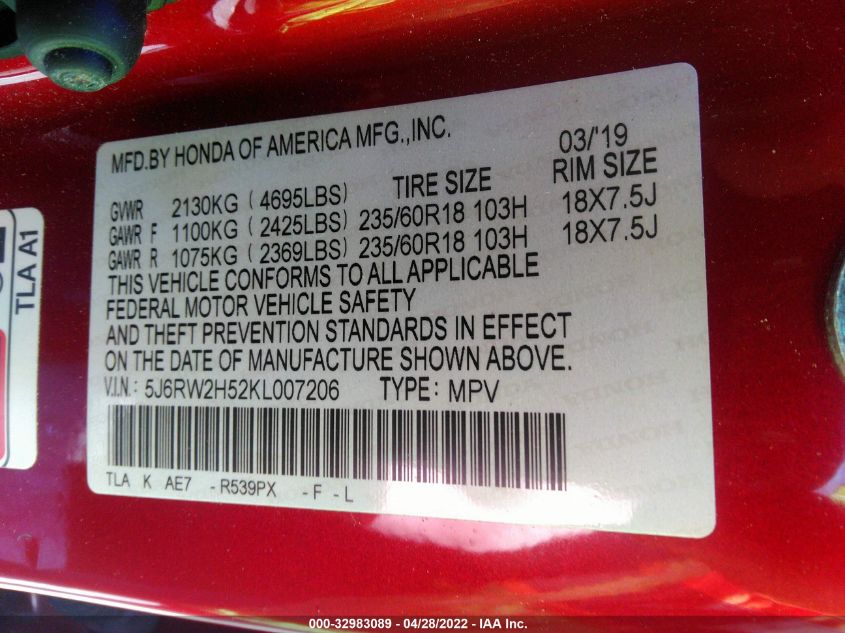 MFD.BY HONDA OF AMERICA MFG.,INC. 03/'19
TIRE SIZE RIM SIZE
GVWR 2130KG (4695LBS)
GAWR F 1100KG (2425LBS) 235/60R18 103H 18X7.5J
GAWR R 1075KG (2369LBS) 235/60R18 103H 18X7.5J
THIS VEHICLE CONFORMS TO ALL APPLICABLE
FEDERAL MOTOR VEHICLE SAFETY
AND THEFT PREVENTION STANDARDS IN EFFECT
ON THE DATE OF MANUFACTURE SHOWN ABOVE.
V.I.N: 5J6RW2H52KL007206 TYPE: MPV
TLA K AE7 -R539PX -F -L
TLA A1
000-32983089 - 04/28/2022 - IAA Inc.